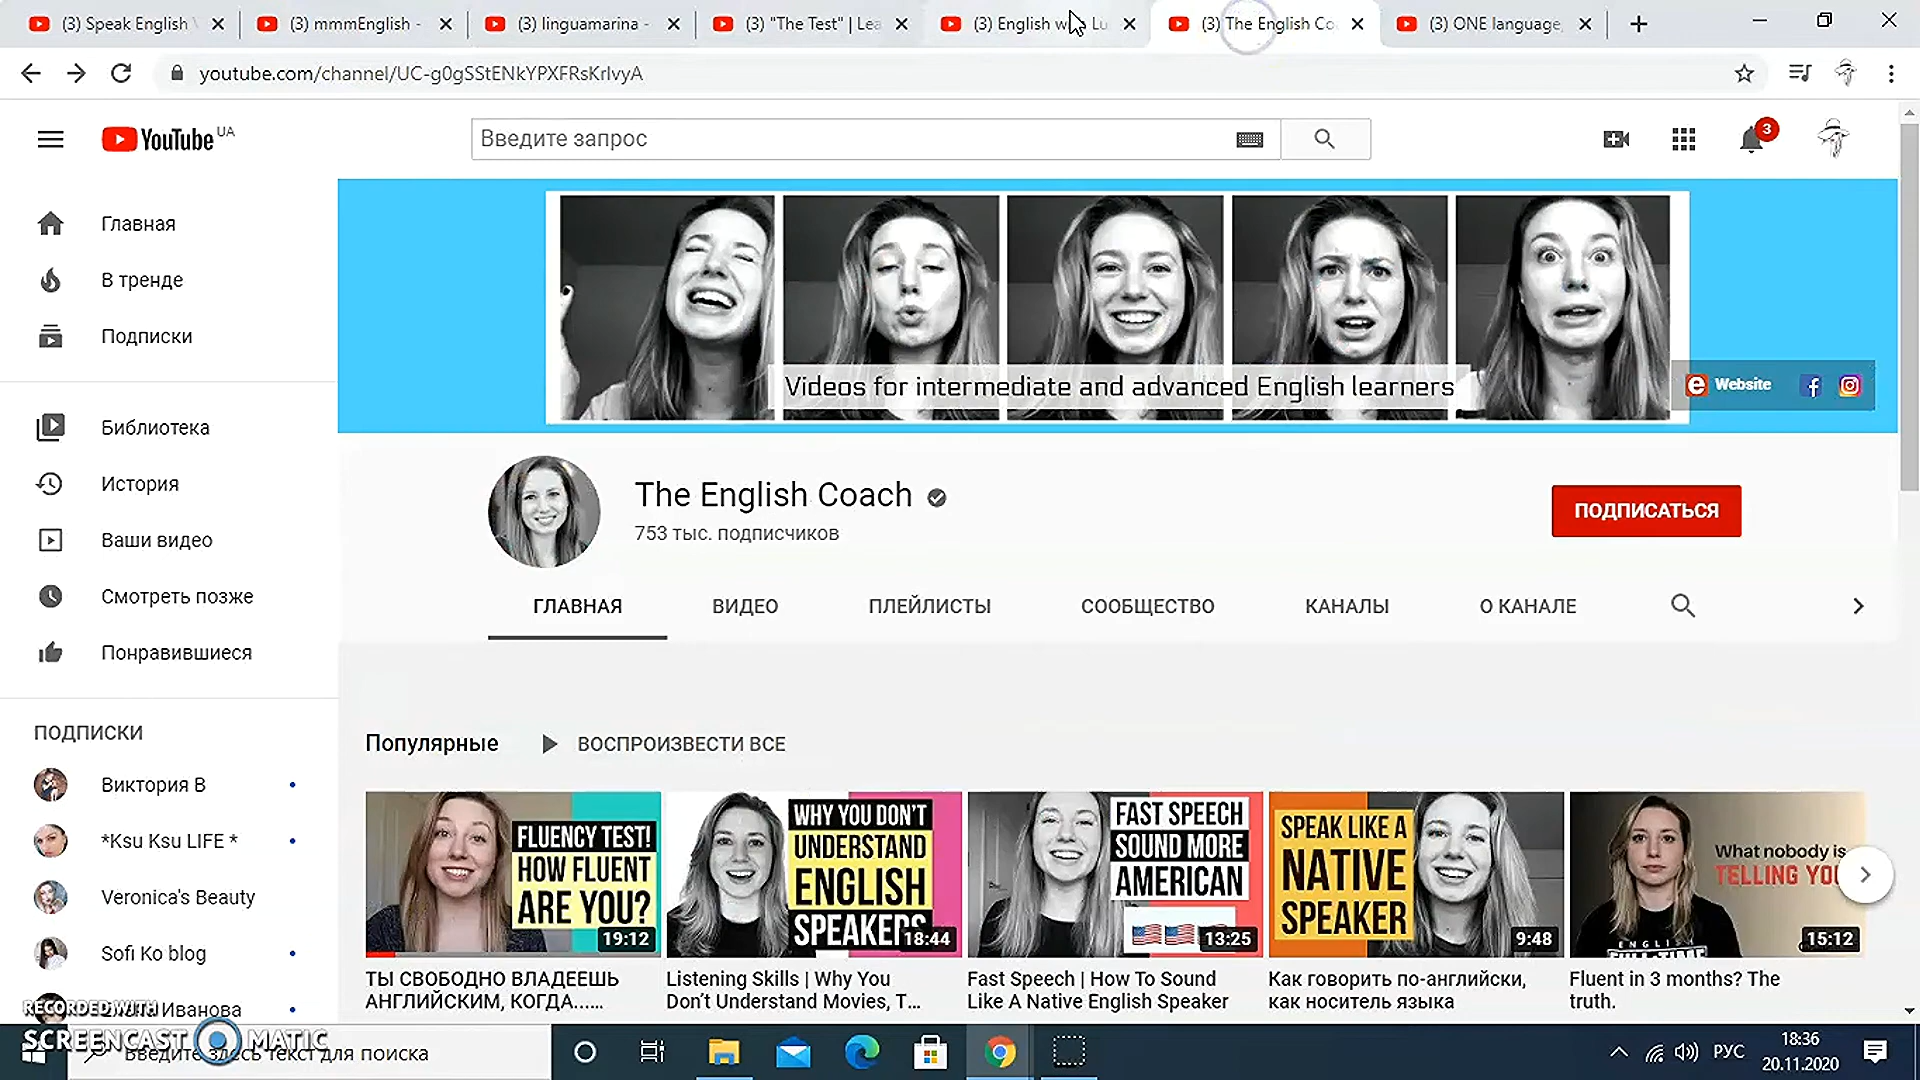 (3) Speak English
(3) mmmEnglish -
(3) linguamarina -
(3) "The Test" | Lea
(3) English w Lu
(3) The English Co
(3) ONE language,
youtube.com/channel/UC-g0gSStENkYPXFRsKrlvyA
YouTube UA
Введите запрос
3
Главная
В тренде
Подписки
Библиотека
История
Ваши видео
Смотреть позже
Понравившиеся
ПОДПИСКИ
Виктория В
*Ksu Ksu LIFE *
Veronica's Beauty
Sofi Ko blog
Иванова
Videos for intermediate and advanced English learners
Website
The English Coach
753 тыс. подписчиков
ПОДПИСАТЬСЯ
ГЛАВНАЯ
ВИДЕО
ПЛЕЙЛИСТЫ
СООБЩЕСТВО
КАНАЛЫ
О КАНАЛЕ
Популярные
ВОСПРОИЗВЕСТИ ВСЕ
FLUENCY TEST!
HOW FLUENT
ARE YOU?
19:12
ТЫ СВОБОДНО ВЛАДЕЕШЬ
АНГЛИЙСКИМ, КОГДА......
WHY YOU DON'T
UNDERSTAND
ENGLISH
SPEAKERS
18:44
Listening Skills | Why You
Don't Understand Movies, T...
FAST SPEECH
SOUND MORE
AMERICAN
13:25
Fast Speech | How To Sound
Like A Native English Speaker
SPEAK LIKE A
NATIVE
SPEAKER
9:48
Как говорить по-английски,
как носитель языка
What nobody is
TELLING YOU
ENGLI
15:12
Fluent in 3 months? The
truth.
RECORDED WITH
SCREENCAST MATIC
Введите здесь текст для поиска
РУС
18:36
20.11.2020